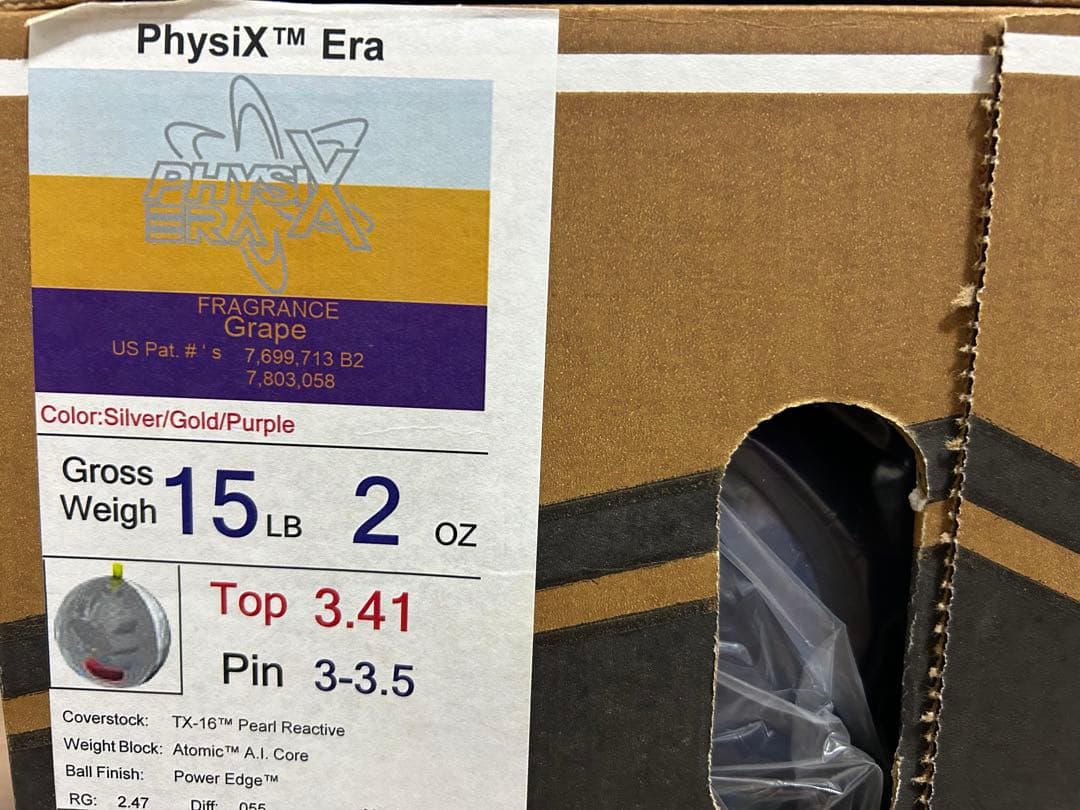 PhysiX™ Era
PHYSIX
ERA
FRAGRANCE
Grape
US Pat. # ' s 7,699,713 B2
7,803,058
Color:Silver/Gold/Purple
Gross
Weigh 15 LB 2 OZ
Top 3.41
Pin 3-3.5
Coverstock: TX-16™ Pearl Reactive
Weight Block: Atomic™ A.I. Core
Ball Finish: Power Edge™
RG: 2.47 Diff: .055